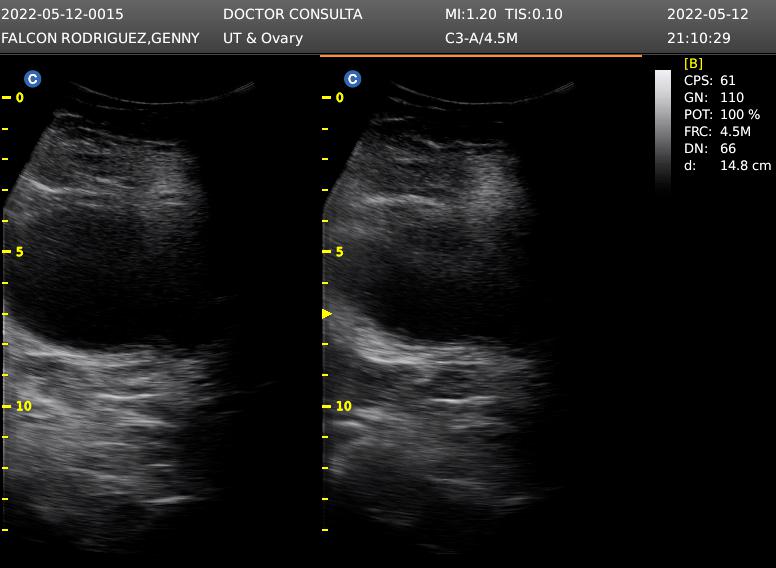 2022-05-12-0015 DOCTOR CONSULTA MI:1.20 TIS:0.10 2022-05-12
FALCON RODRIGUEZ,GENNY UT & Ovary C3-A/4.5M 21:10:29
[B]
CPS: 61
GN: 110
POT: 100 %
FRC: 4.5M
DN: 66
d: 14.8 cm
C
0
5
10
C
0
5
10